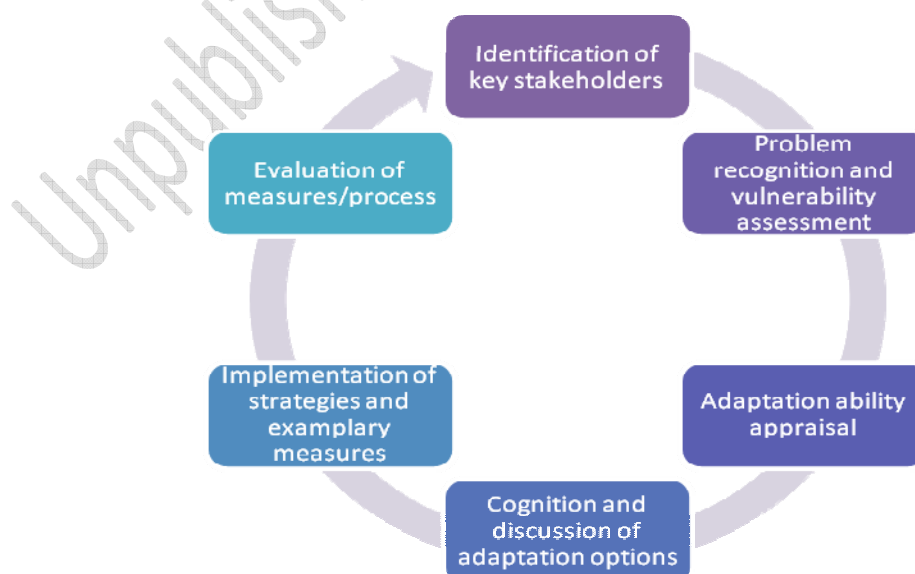 Identification of
key stakeholders
Problem
recognition and
vulnerability
assessment
Adaptation ability
appraisal
Cognition and
discussion of
adaptation options
Implementation of
strategies and
examplary
measures
Evaluation of
measures/process
Unpublish